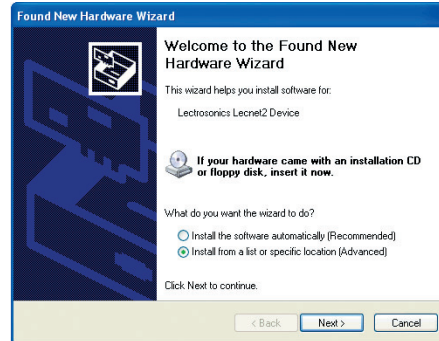 Found New Hardware Wizard
Welcome to the Found New
Hardware Wizard
This wizard helps you install software for:
Lectrosonics Lecnet2 Device
If your hardware came with an installation CD
or floppy disk, insert it now.
What do you want the wizard to do?
Install the software automatically (Recommended)
Install from a list or specific location (Advanced)
Click Next to continue.
< Back Next > Cancel